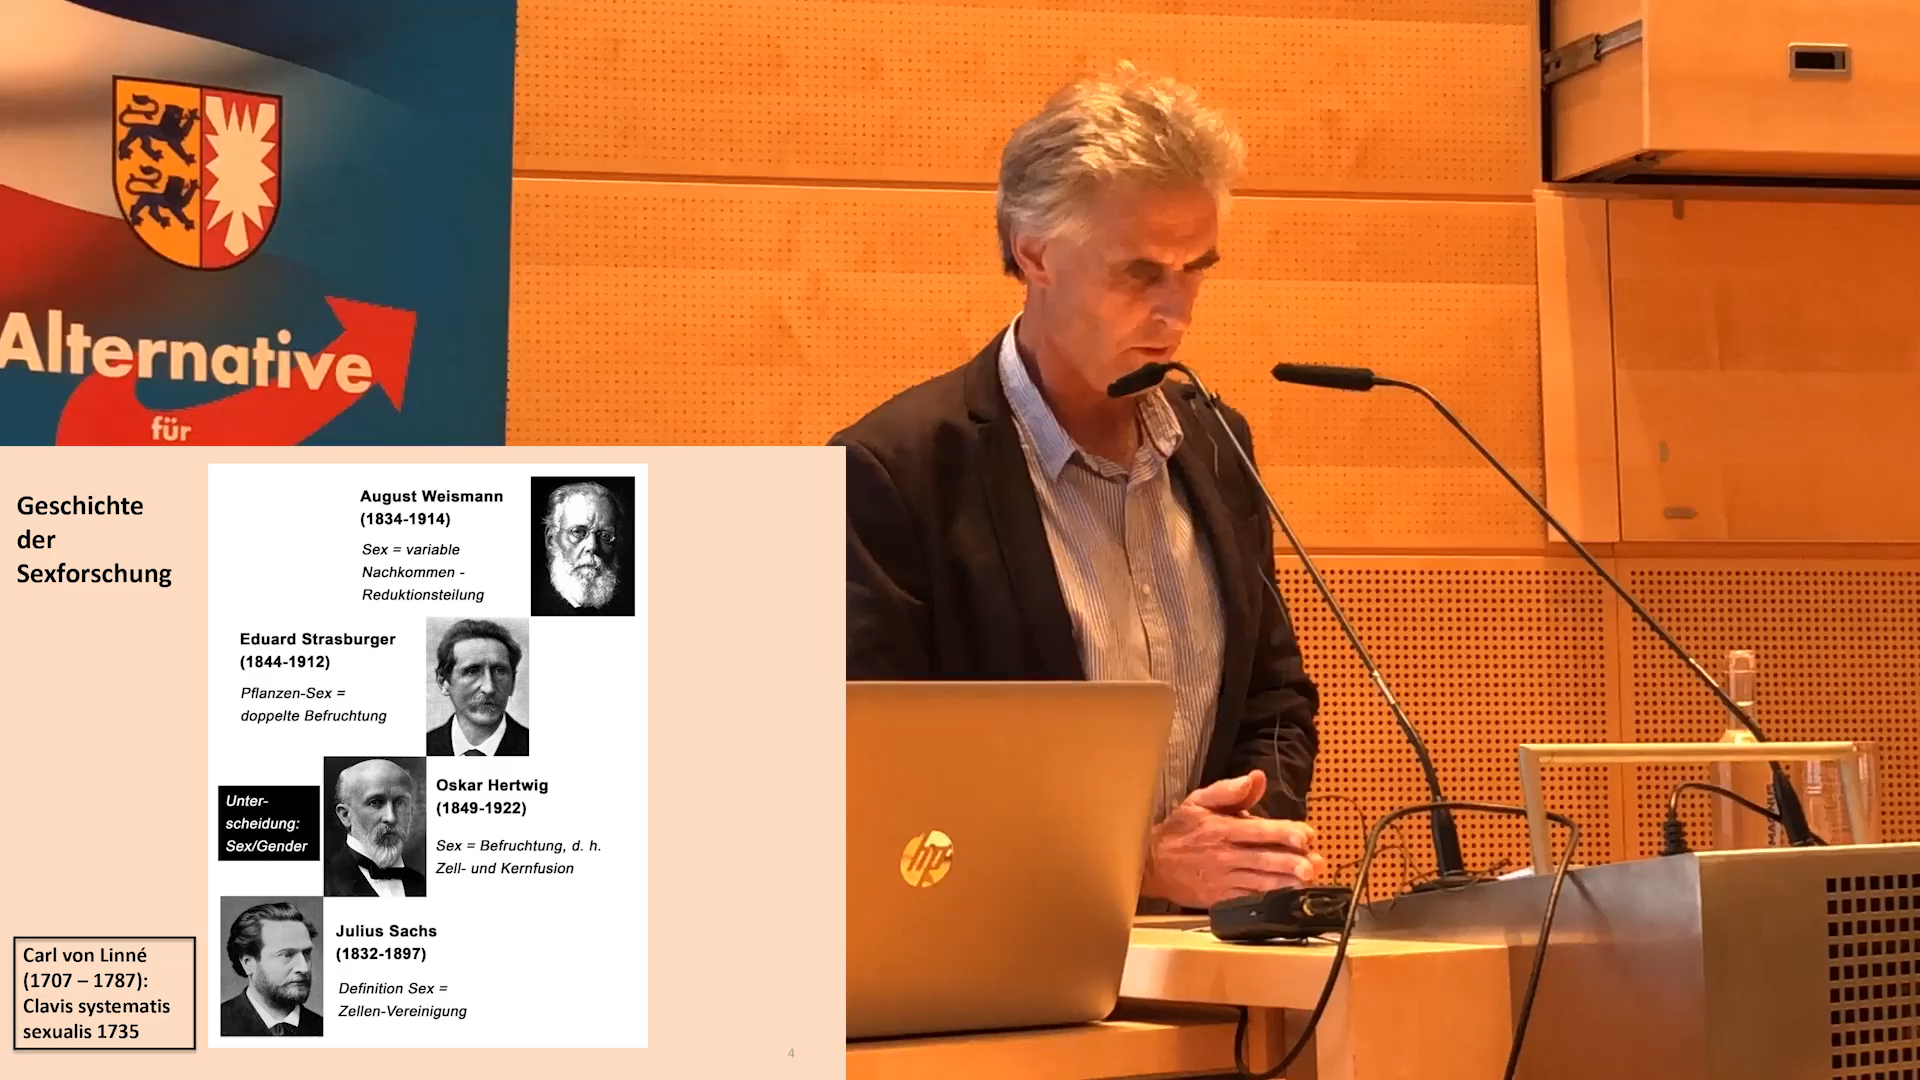 Alternative
für
Geschichte
der
Sexforschung
August Weismann
(1834-1914)
Sex = variable
Nachkommen -
Reduktionsteilung
Eduard Strasburger
(1844-1912)
Pflanzen-Sex =
doppelte Befruchtung
Unter-
scheidung:
Sex/Gender
Oskar Hertwig
(1849-1922)
Sex = Befruchtung, d. h.
Zell- und Kernfusion
Julius Sachs
(1832-1897)
Definition Sex =
Zellen-Vereinigung
Carl von Linné
(1707 – 1787):
Clavis systematis
sexualis 1735
4
hp
MAGNUS